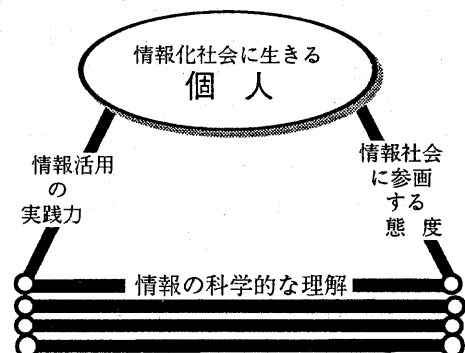 情報化社会に生きる
個人
情報活用
の
実践力
情報社会
に参画
する
態度
情報の科学的な理解